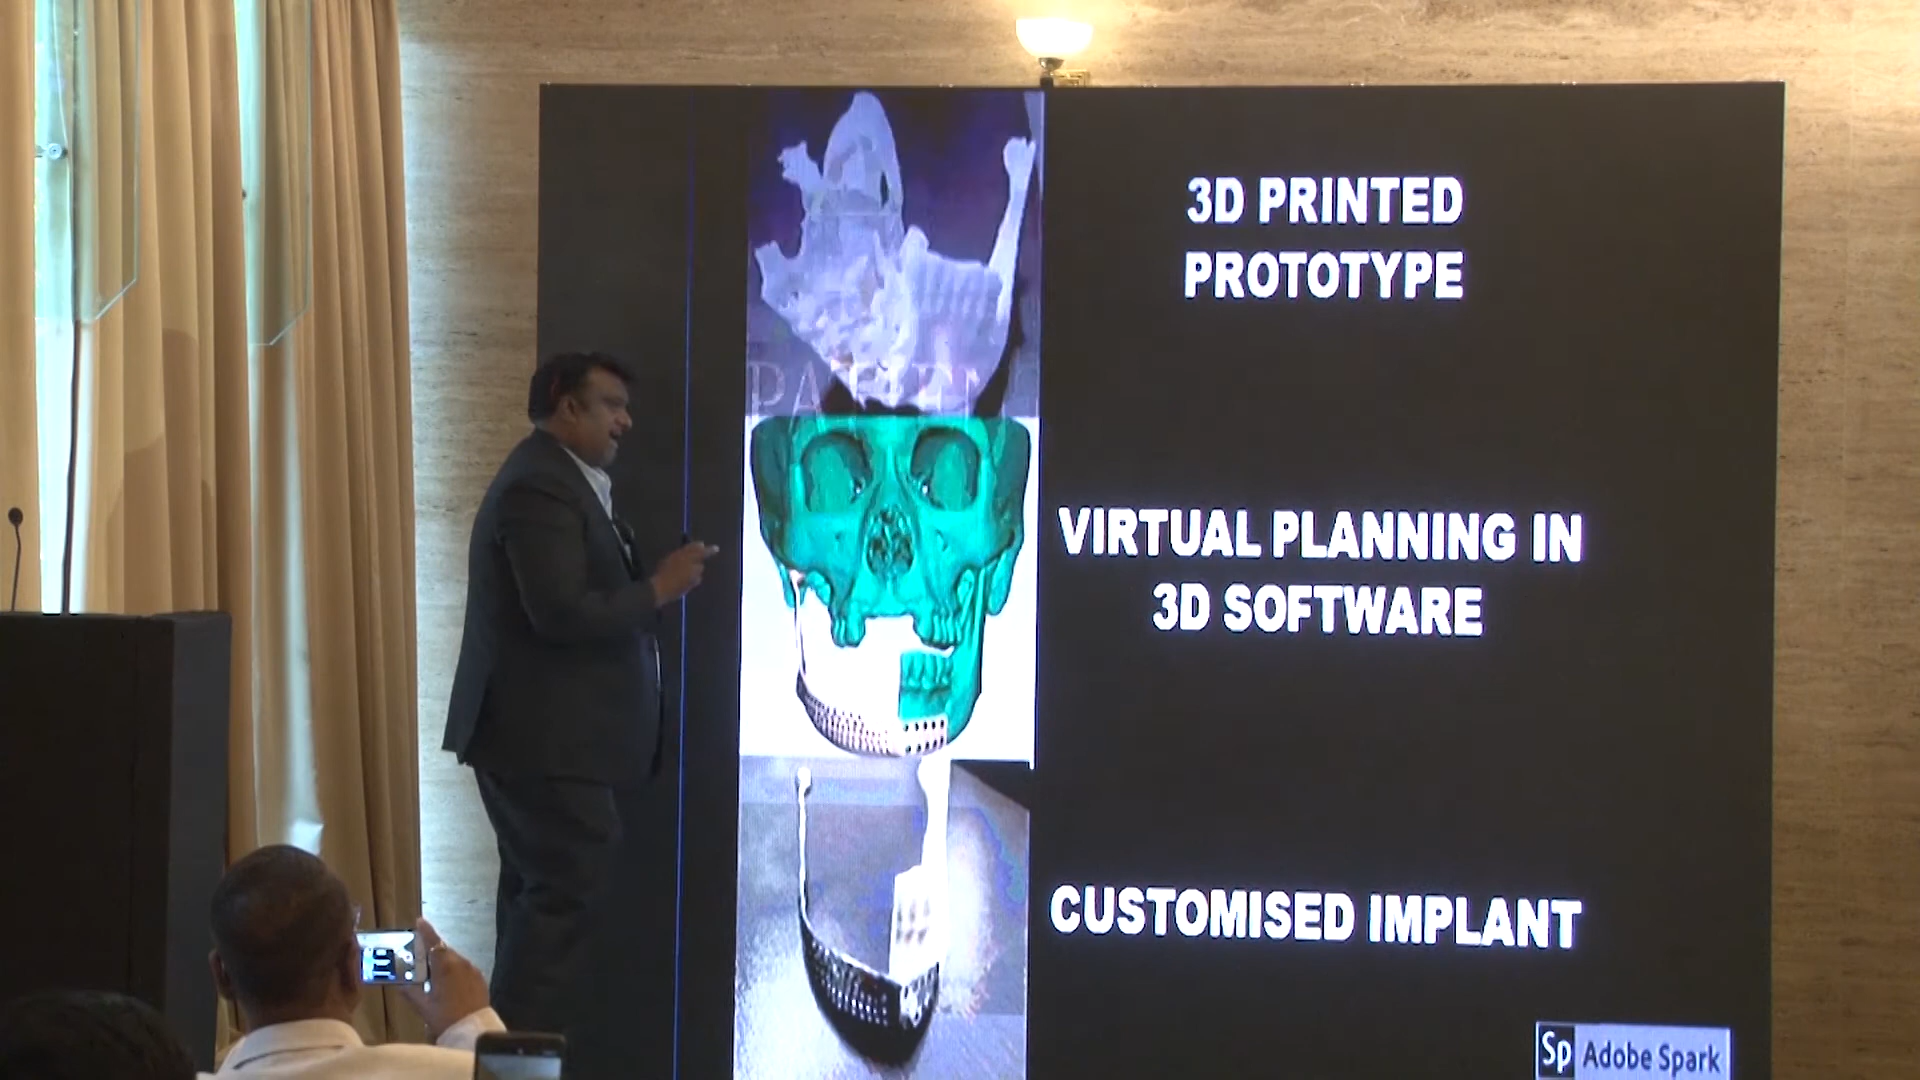 3D PRINTED
PROTOTYPE
VIRTUAL PLANNING IN
3D SOFTWARE
CUSTOMISED IMPLANT
Sp Adobe Spark